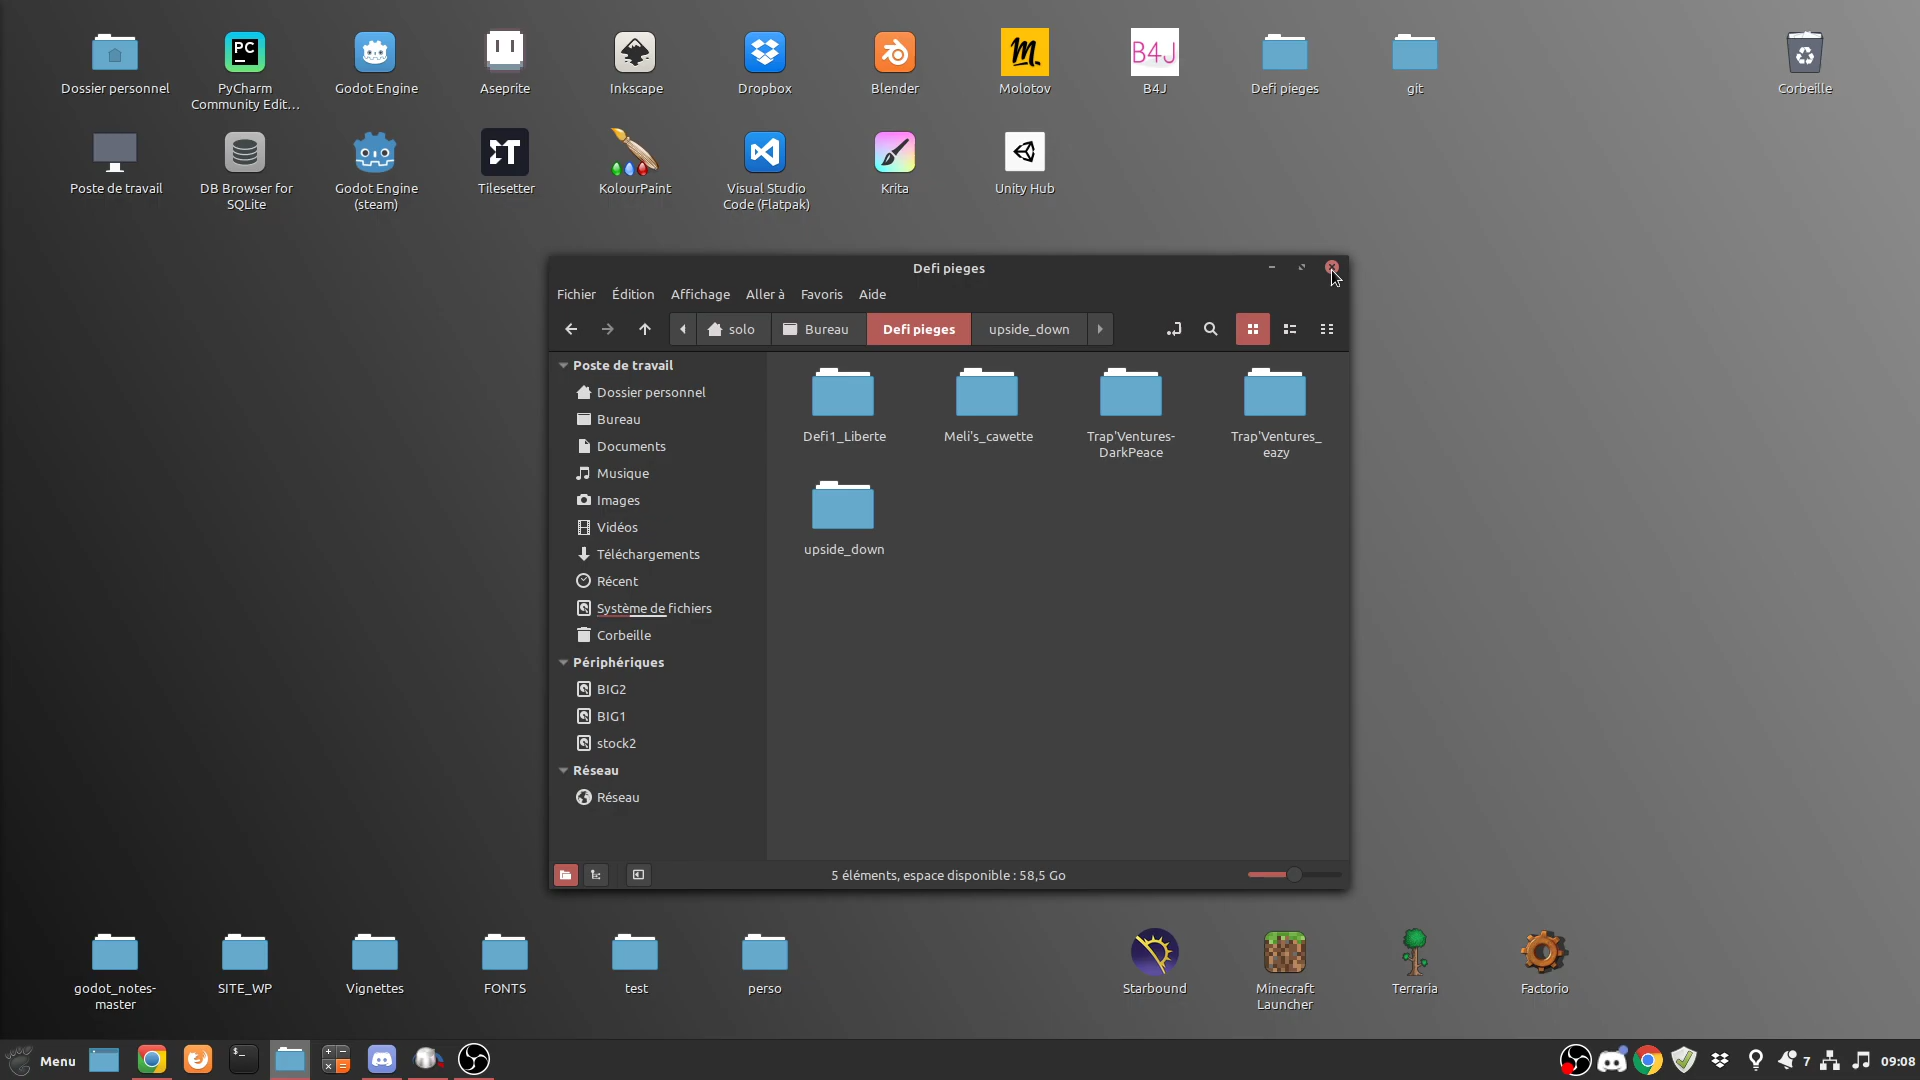 Dossier personnel
PC
PyCharm
Community Edit...
Godot Engine
Aseprite
Inkscape
Dropbox
Blender
m.
Molotov
B4J
B4J
Defi pieges
git
Corbeille
Poste de travail
DB Browser for
SQLite
Godot Engine
(steam)
Tilesetter
KolourPaint
Visual Studio
Code (Flatpak)
Krita
Unity Hub
Defi pieges
Fichier Édition Affichage Aller à Favoris Aide
solo Bureau Defi pieges upside_down
Poste de travail
Dossier personnel
Bureau
Documents
Musique
Images
Vidéos
Téléchargements
Récent
Système de fichiers
Corbeille
Périphériques
BIG2
BIG1
stock2
Réseau
Réseau
Defi1_Liberte
Meli's_cawette
Trap'Ventures-
DarkPeace
Trap'Ventures_
eazy
upside_down
5 éléments, espace disponible : 58,5 Go
godot_notes-
master
SITE_WP
Vignettes
FONTS
test
perso
Starbound
Minecraft
Launcher
Terraria
Factorio
Menu
7
09:08